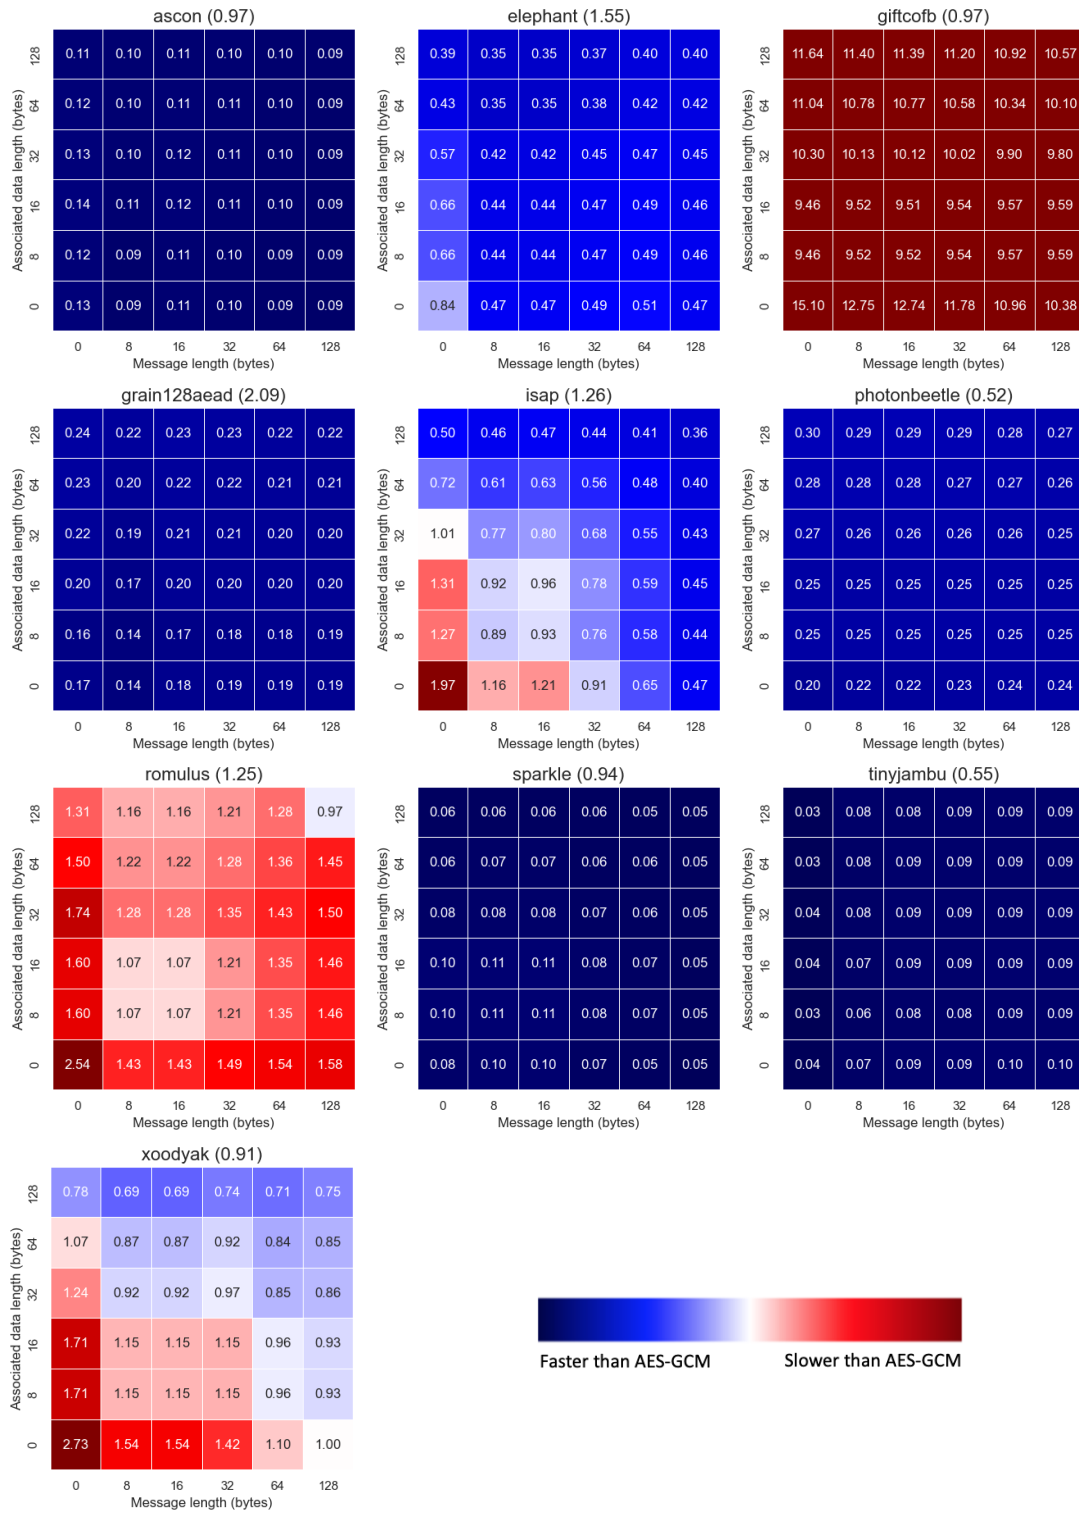 ascon (0.97)
Associated data length (bytes)
128 0.11 0.10 0.11 0.10 0.10 0.09
64 0.12 0.10 0.11 0.11 0.10 0.09
32 0.13 0.10 0.12 0.11 0.10 0.09
16 0.14 0.11 0.12 0.11 0.10 0.09
8 0.12 0.09 0.11 0.10 0.09 0.09
0 0.13 0.09 0.11 0.10 0.09 0.09
0 8 16 32 64 128
Message length (bytes)
elephant (1.55)
Associated data length (bytes)
128 0.39 0.35 0.35 0.37 0.40 0.40
64 0.43 0.35 0.35 0.38 0.42 0.42
32 0.57 0.42 0.42 0.45 0.47 0.45
16 0.66 0.44 0.44 0.47 0.49 0.46
8 0.66 0.44 0.44 0.47 0.49 0.46
0 0.84 0.47 0.47 0.49 0.51 0.47
0 8 16 32 64 128
Message length (bytes)
giftcofb (0.97)
Associated data length (bytes)
128 11.64 11.40 11.39 11.20 10.92 10.57
64 11.04 10.78 10.77 10.58 10.34 10.10
32 10.30 10.13 10.12 10.02 9.90 9.80
16 9.46 9.52 9.51 9.54 9.57 9.59
8 9.46 9.52 9.52 9.54 9.57 9.59
0 15.10 12.75 12.74 11.78 10.96 10.38
0 8 16 32 64 128
Message length (bytes)
grain128aead (2.09)
Associated data length (bytes)
128 0.24 0.22 0.23 0.23 0.22 0.22
64 0.23 0.20 0.22 0.22 0.21 0.21
32 0.22 0.19 0.21 0.21 0.20 0.20
16 0.20 0.17 0.20 0.20 0.20 0.20
8 0.16 0.14 0.17 0.18 0.18 0.19
0 0.17 0.14 0.18 0.19 0.19 0.19
0 8 16 32 64 128
Message length (bytes)
isap (1.26)
Associated data length (bytes)
128 0.50 0.46 0.47 0.44 0.41 0.36
64 0.72 0.61 0.63 0.56 0.48 0.40
32 1.01 0.77 0.80 0.68 0.55 0.43
16 1.31 0.92 0.96 0.78 0.59 0.45
8 1.27 0.89 0.93 0.76 0.58 0.44
0 1.97 1.16 1.21 0.91 0.65 0.47
0 8 16 32 64 128
Message length (bytes)
photonbeetle (0.52)
Associated data length (bytes)
128 0.30 0.29 0.29 0.29 0.28 0.27
64 0.28 0.28 0.28 0.27 0.27 0.26
32 0.27 0.26 0.26 0.26 0.26 0.25
16 0.25 0.25 0.25 0.25 0.25 0.25
8 0.25 0.25 0.25 0.25 0.25 0.25
0 0.20 0.22 0.22 0.23 0.24 0.24
0 8 16 32 64 128
Message length (bytes)
romulus (1.25)
Associated data length (bytes)
128 1.31 1.16 1.16 1.21 1.28 0.97
64 1.50 1.22 1.22 1.28 1.36 1.45
32 1.74 1.28 1.28 1.35 1.43 1.50
16 1.60 1.07 1.07 1.21 1.35 1.46
8 1.60 1.07 1.07 1.21 1.35 1.46
0 2.54 1.43 1.43 1.49 1.54 1.58
0 8 16 32 64 128
Message length (bytes)
sparkle (0.94)
Associated data length (bytes)
128 0.06 0.06 0.06 0.06 0.05 0.05
64 0.06 0.07 0.07 0.06 0.06 0.05
32 0.08 0.08 0.08 0.07 0.06 0.05
16 0.10 0.11 0.11 0.08 0.07 0.05
8 0.10 0.11 0.11 0.08 0.07 0.05
0 0.08 0.10 0.10 0.07 0.05 0.05
0 8 16 32 64 128
Message length (bytes)
tinyjambu (0.55)
Associated data length (bytes)
128 0.03 0.08 0.08 0.09 0.09 0.09
64 0.03 0.08 0.09 0.09 0.09 0.09
32 0.04 0.08 0.09 0.09 0.09 0.09
16 0.04 0.07 0.09 0.09 0.09 0.09
8 0.03 0.06 0.08 0.08 0.09 0.09
0 0.04 0.07 0.09 0.09 0.10 0.10
0 8 16 32 64 128
Message length (bytes)
xoodyak (0.91)
Associated data length (bytes)
128 0.78 0.69 0.69 0.74 0.71 0.75
64 1.07 0.87 0.87 0.92 0.84 0.85
32 1.24 0.92 0.92 0.97 0.85 0.86
16 1.71 1.15 1.15 1.15 0.96 0.93
8 1.71 1.15 1.15 1.15 0.96 0.93
0 2.73 1.54 1.54 1.42 1.10 1.00
0 8 16 32 64 128
Message length (bytes)
Faster than AES-GCM
Slower than AES-GCM